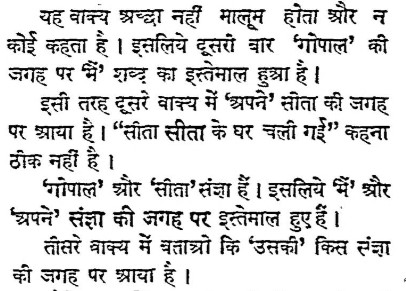 यह वाक्य अच्छा नहीं मालूम होता और न
कोई कहता है । इसलिये दूसरी बार ‘गोपाल’ की
जगह पर ‘मैं’ शब्द का इस्तेमाल हुआ है ।
इसी तरह दूसरे वाक्य में ‘अपने’ सीता की जगह
पर आया है । “सीता सीता के घर चली गई” कहना
ठीक नहीं है ।
‘गोपाल’ और ‘सीता’ संज्ञा हैं । इसलिये ‘मैं’ और
‘अपने’ संज्ञा की जगह पर इस्तेमाल हुए हैं ।
तीसरे वाक्य में बताओ कि ‘उसकी’ किस संज्ञा
की जगह पर आया है ।